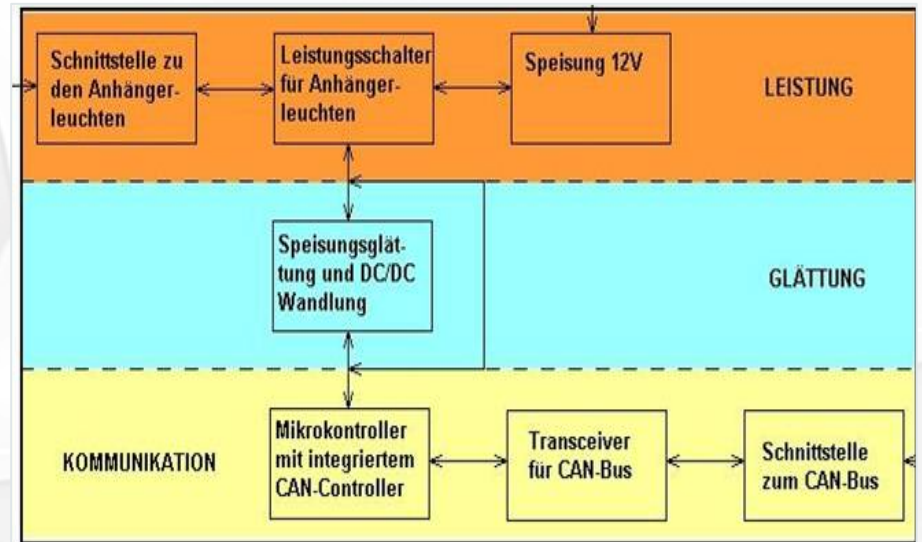 Schnittstelle zu
den Anhänger-
leuchten
Leistungsschalter
für Anhänger-
leuchten
Speisung 12V
LEISTUNG
Speisungsglät-
tung und DC/DC
Wandlung
GLÄTTUNG
KOMMUNIKATION
Mikrokontroller
mit integriertem
CAN-Controller
Transceiver
für CAN-Bus
Schnittstelle
zum CAN-Bus